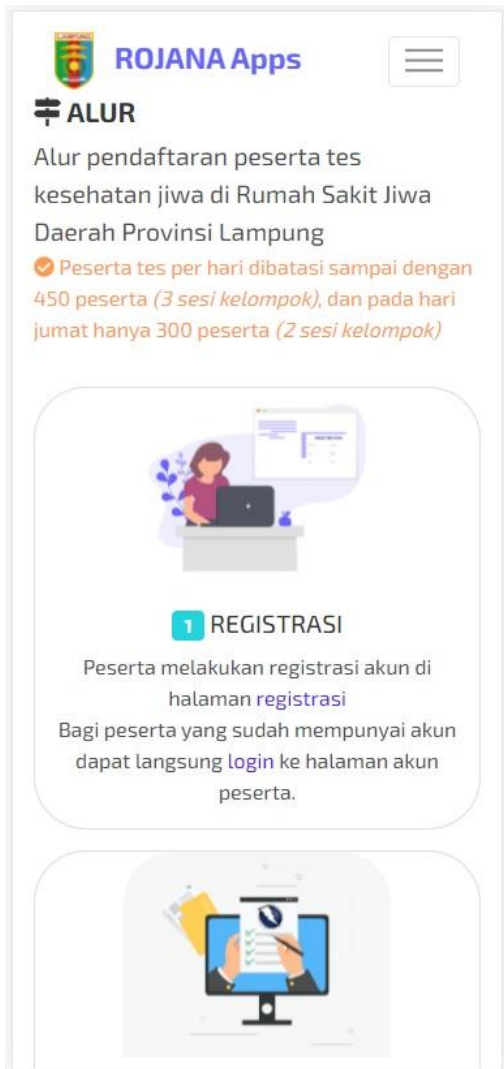 ROJANA Apps
ALUR
Alur pendaftaran peserta tes
kesehatan jiwa di Rumah Sakit Jiwa
Daerah Provinsi Lampung
Peserta tes per hari dibatasi sampai dengan
450 peserta (3 sesi kelompok), dan pada hari
jumat hanya 300 peserta (2 sesi kelompok)
1 REGISTRASI
Peserta melakukan registrasi akun di
halaman registrasi
Bagi peserta yang sudah mempunyai akun
dapat langsung login ke halaman akun
peserta.